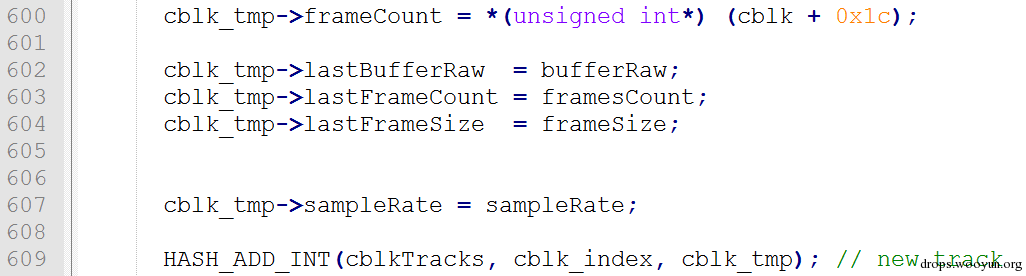 600 cblk_tmp->frameCount = *(unsigned int*) (cblk + 0x1c);
601
602 cblk_tmp->lastBufferRaw  = bufferRaw;
603 cblk_tmp->lastFrameCount = framesCount;
604 cblk_tmp->lastFrameSize  = frameSize;
605
606
607 cblk_tmp->sampleRate = sampleRate;
608
609 HASH_ADD_INT(cblkTracks, cblk_index, cblk_tmp); // new track
drops.wooyun.org